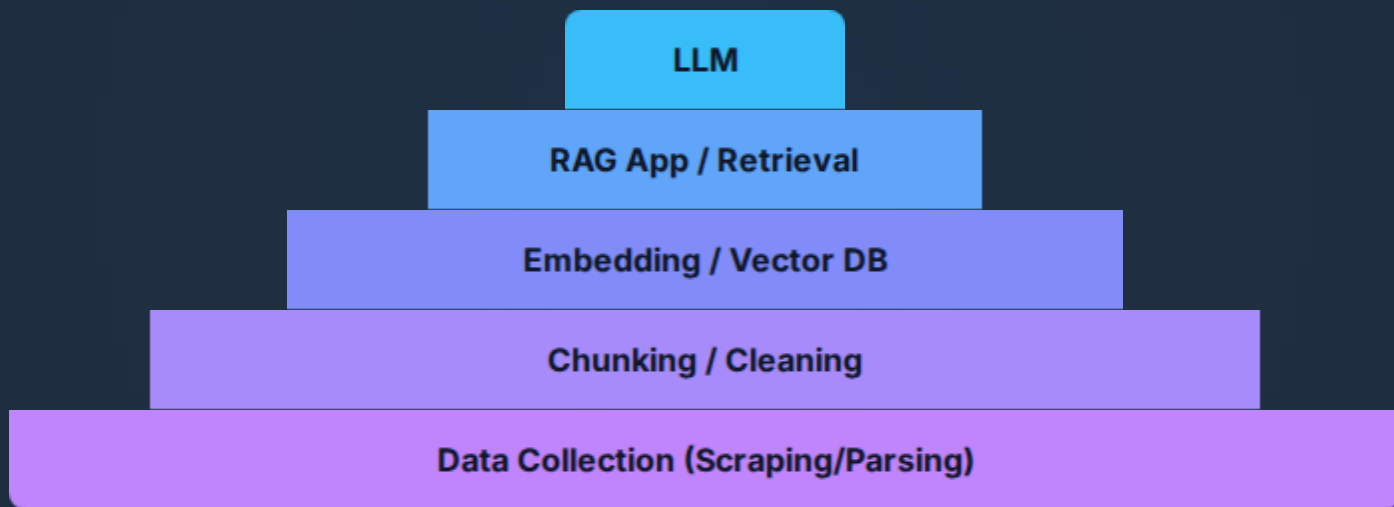 LLM
RAG App / Retrieval
Embedding / Vector DB
Chunking / Cleaning
Data Collection (Scraping/Parsing)